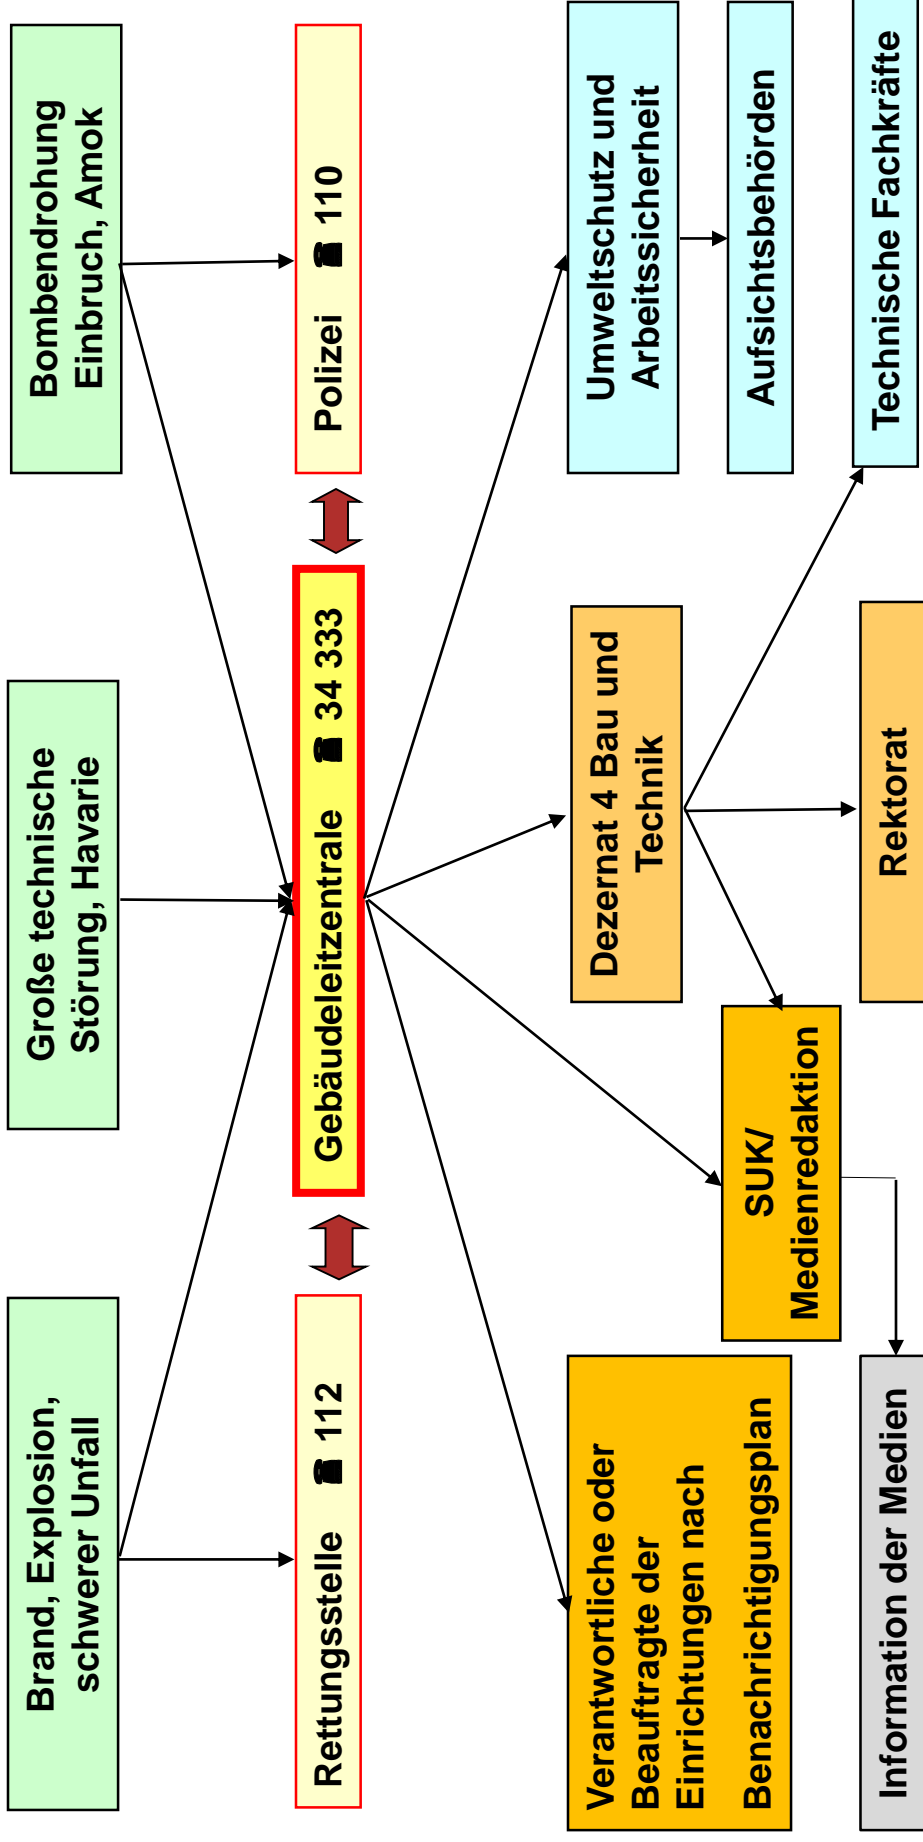 Brand, Explosion,
schwerer Unfall
Große technische
Störung, Havarie
Bombendrohung
Einbruch, Amok
Rettungsstelle ☎ 112
Gebäudeleitzentrale ☎ 34 333
Polizei ☎ 110
Verantwortliche oder
Beauftragte der
Einrichtungen nach
Benachrichtigungsplan
Dezernat 4 Bau und
Technik
Umweltschutz und
Arbeitssicherheit
SUK/
Medienredaktion
Aufsichtsbehörden
Information der Medien
Rektorat
Technische Fachkräfte